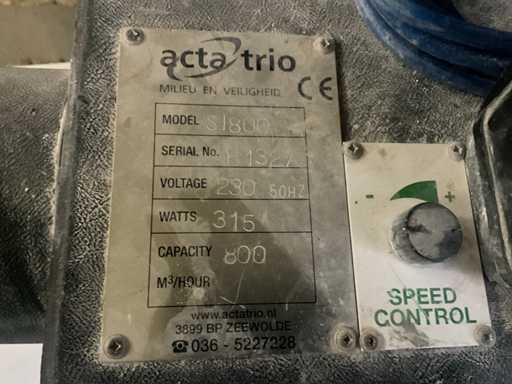 acta trio
MILIEU EN VEILIGHEID CE
MODEL SI800
SERIAL No.
VOLTAGE 230 50HZ
WATTS 315
CAPACITY 800
M³/HOUR
www.actatrio.nl
3899 BP ZEEWOLDE
☎ 036 - 5227228
- +
SPEED
CONTROL